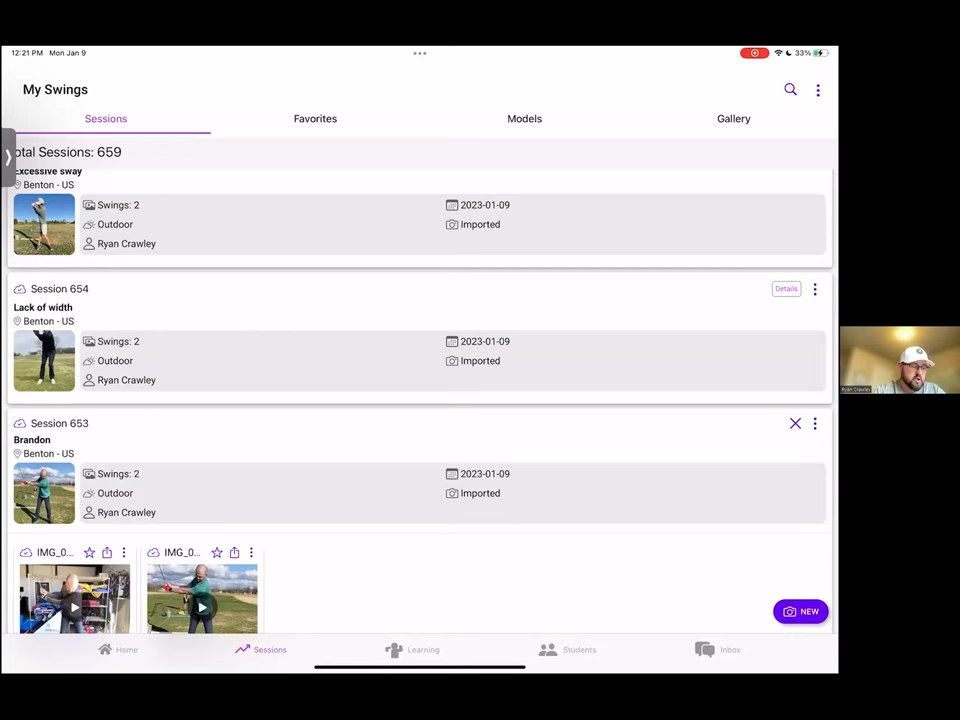 12:21 PM Mon Jan 9
33%
My Swings
Sessions Favorites Models Gallery
otal Sessions: 659
Excessive sway
Benton - US
Swings: 2 2023-01-09
Outdoor Imported
Ryan Crawley
Session 654 Details
Lack of width
Benton - US
Swings: 2 2023-01-09
Outdoor Imported
Ryan Crawley
Session 653
Brandon
Benton - US
Swings: 2 2023-01-09
Outdoor Imported
Ryan Crawley
IMG_0... IMG_0...
NEW
Home Sessions Learning Students Inbox
Ryan Crawley